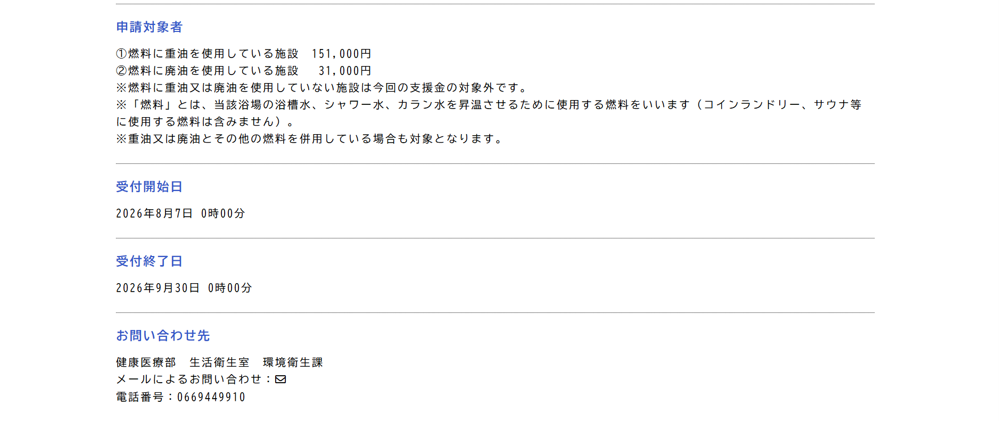 申請対象者
①燃料に重油を使用している施設　151,000円
②燃料に廃油を使用している施設　 31,000円
※燃料に重油又は廃油を使用していない施設は今回の支援金の対象外です。
※「燃料」とは、当該浴場の浴槽水、シャワー水、カラン水を昇温させるために使用する燃料をいいます（コインランドリー、サウナ等
に使用する燃料は含みません）。
※重油又は廃油とその他の燃料を併用している場合も対象となります。
受付開始日
2026年8月7日 0時00分
受付終了日
2026年9月30日 0時00分
お問い合わせ先
健康医療部　生活衛生室　環境衛生課
メールによるお問い合わせ：
電話番号：0669449910